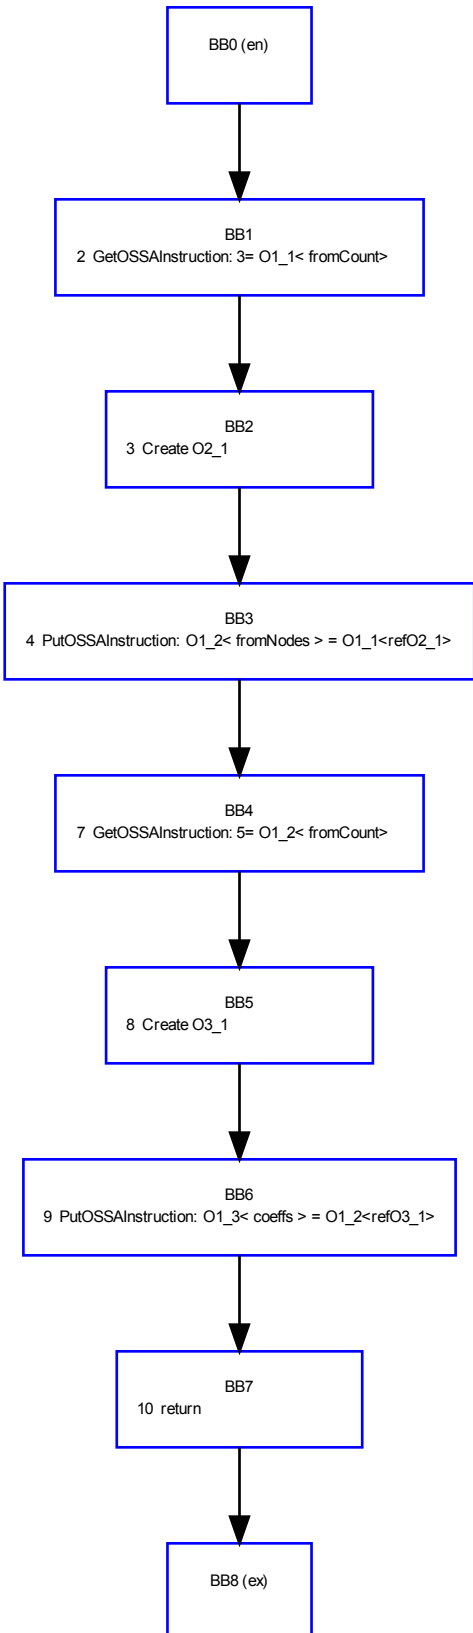 BB0 (en)
BB1
2 GetOSSAInstruction: 3= O1_1< fromCount>
BB2
3 Create O2_1
BB3
4 PutOSSAInstruction: O1_2< fromNodes > = O1_1<refO2_1>
BB4
7 GetOSSAInstruction: 5= O1_2< fromCount>
BB5
8 Create O3_1
BB6
9 PutOSSAInstruction: O1_3< coeffs > = O1_2<refO3_1>
BB7
10 return
BB8 (ex)